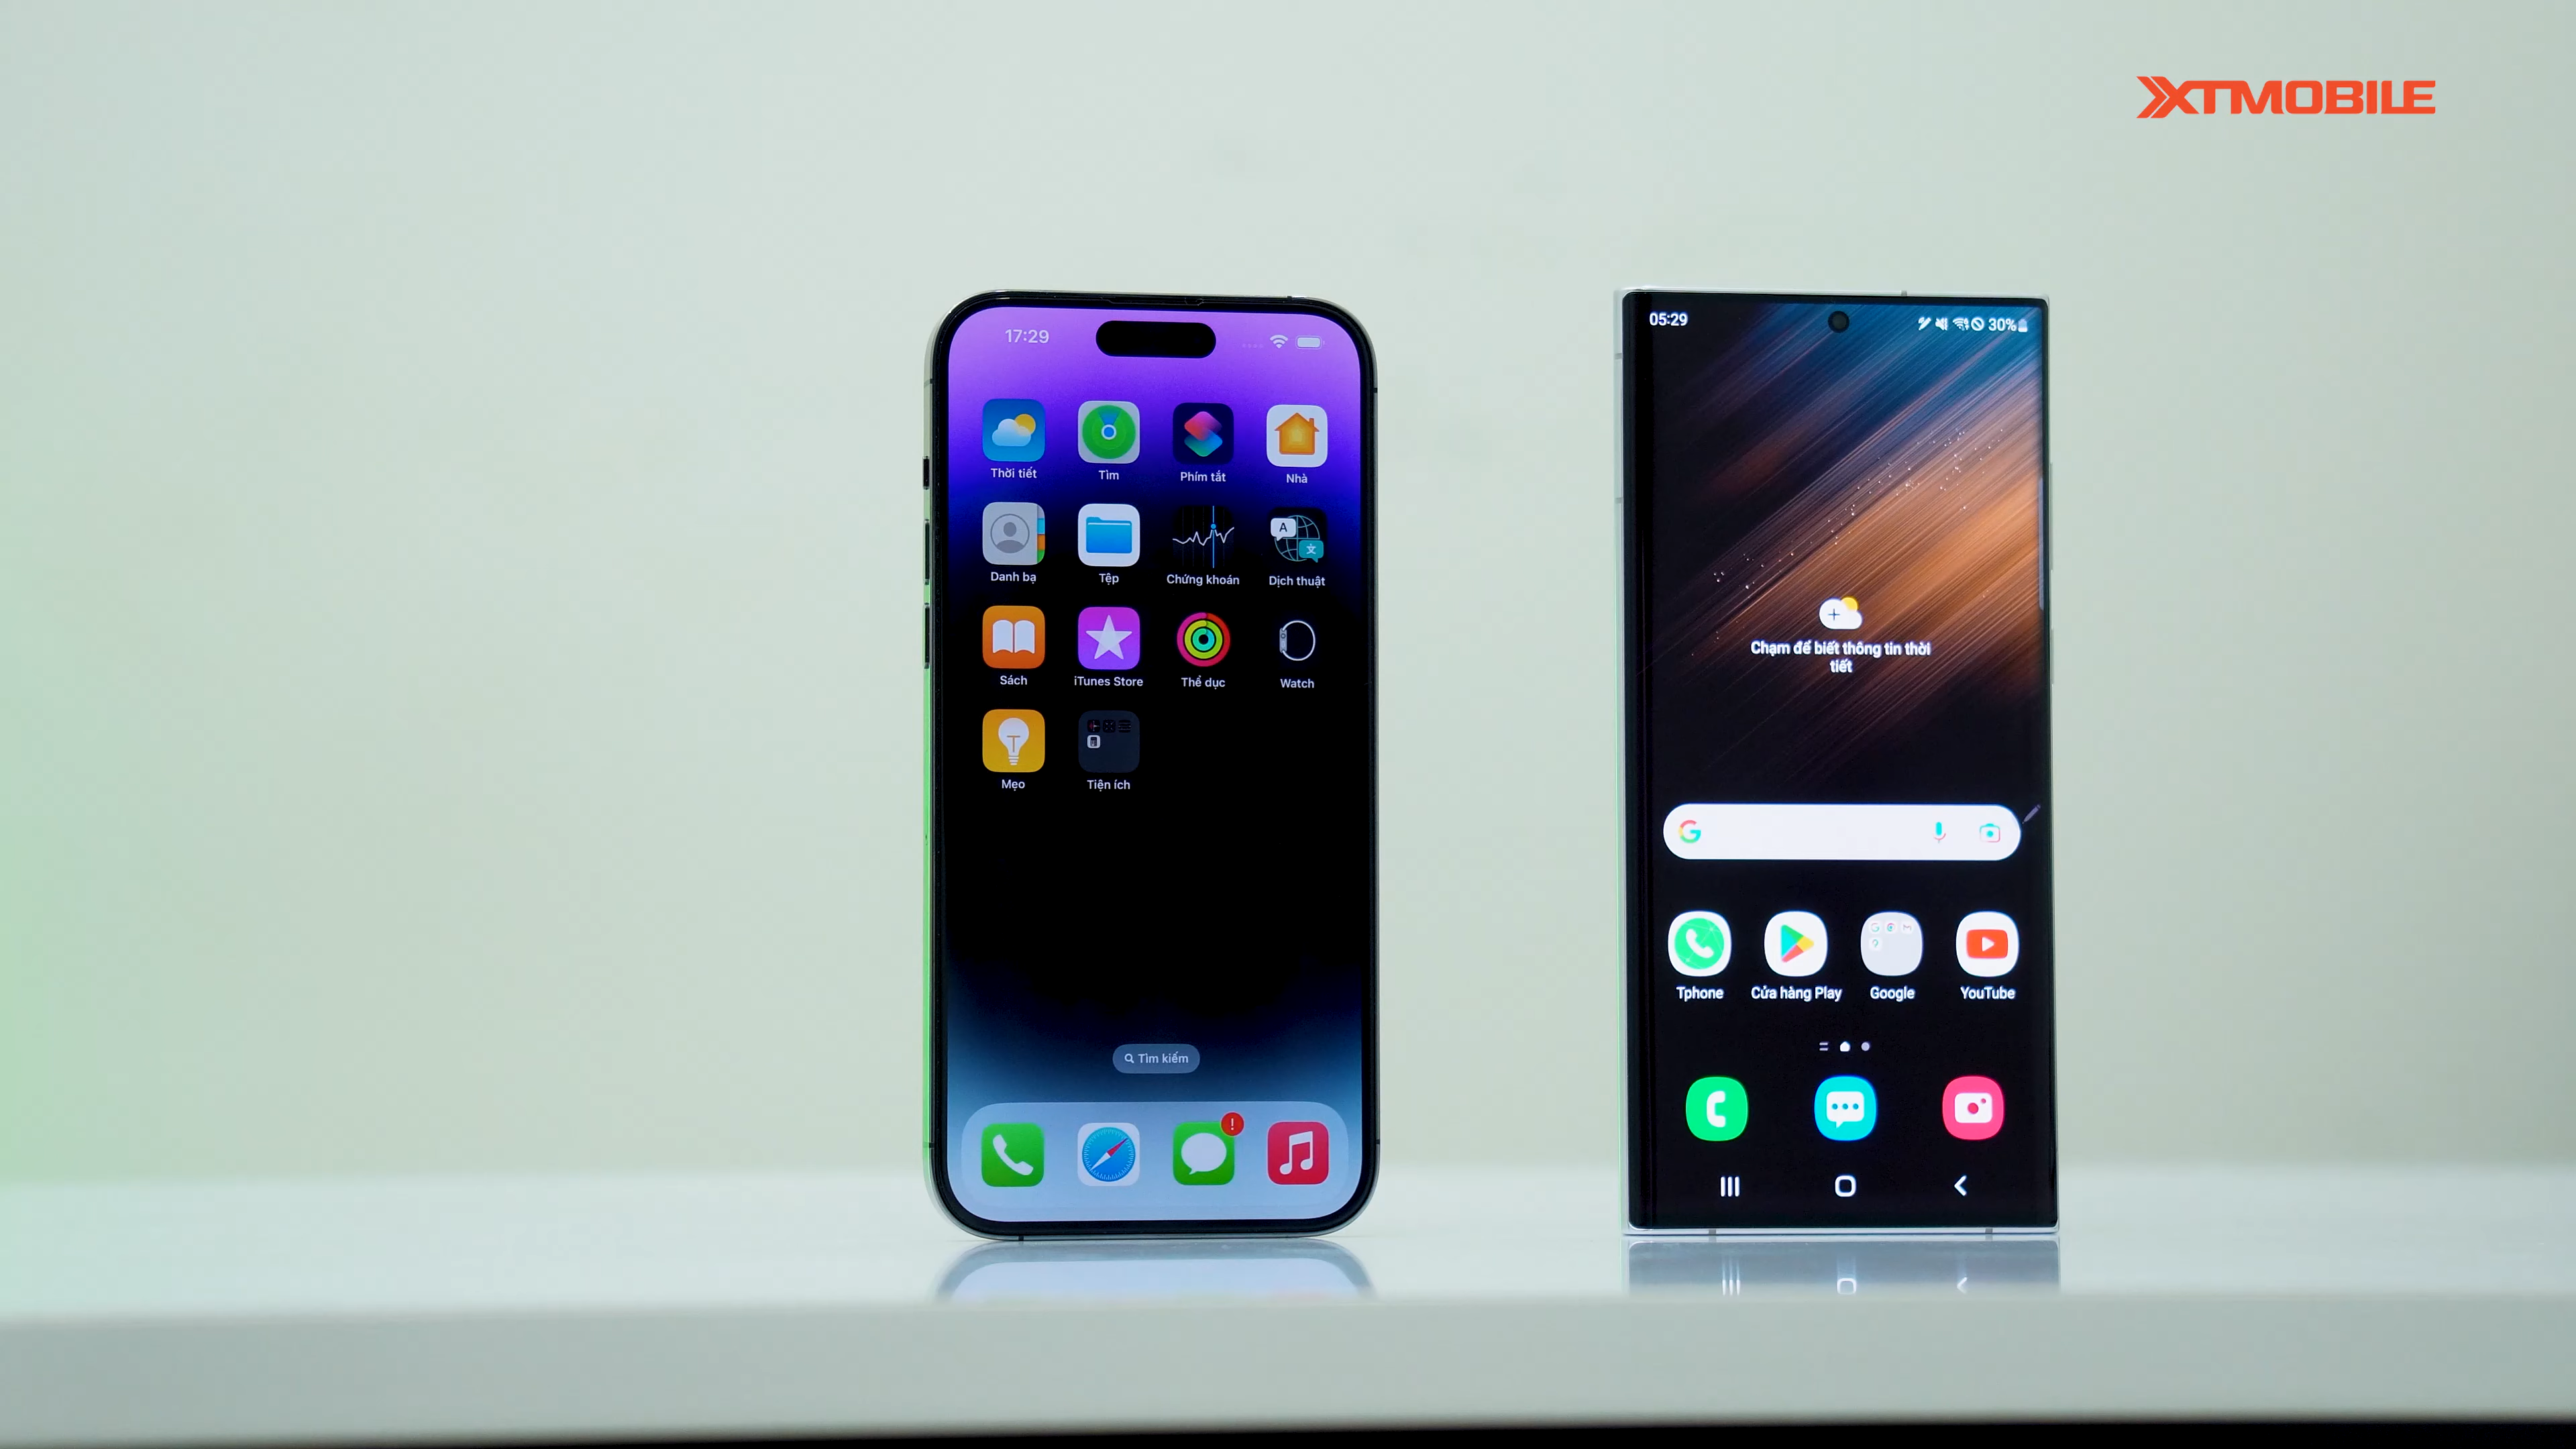 XTMOBILE
17:29
Thời tiết
Tìm
Phím tắt
Nhà
Danh bạ
Tệp
Chứng khoán
Dịch thuật
A
文
Sách
iTunes Store
Thể dục
Watch
Mẹo
Tiện ích
Tìm kiếm
!
05:29
30%
Chạm để biết thông tin thời
tiết
G
Tphone
Cửa hàng Play
Google
YouTube